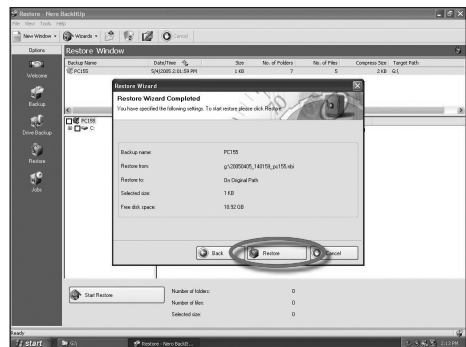 Restore - Nero BackItUp
File View Tools Help
New Window Wizards Cancel
Options
Restore Window
Welcome
Backup
Drive Backup
Restore
Jobs
Backup Name Date/Time Size No. of Folders No. of Files Compress Size Target Path
PC155 5/4/2005 2:01:59 PM 1 KB 7 5 2 KB G:\
PC155
C:
Restore Wizard
Restore Wizard Completed
You have specified the following settings. To start restore please click Restore
Backup name: PC155
Restore from: g:\20050405_140159_pc155.nbi
Restore to: On Original Path
Selected size: 1 KB
Free disk space: 10.92 GB
Back Restore Cancel
Start Restore
Number of folders: 0
Number of files: 0
Selected size: 0
Ready
start G:\ Restore - Nero BackIt... 2:13 PM